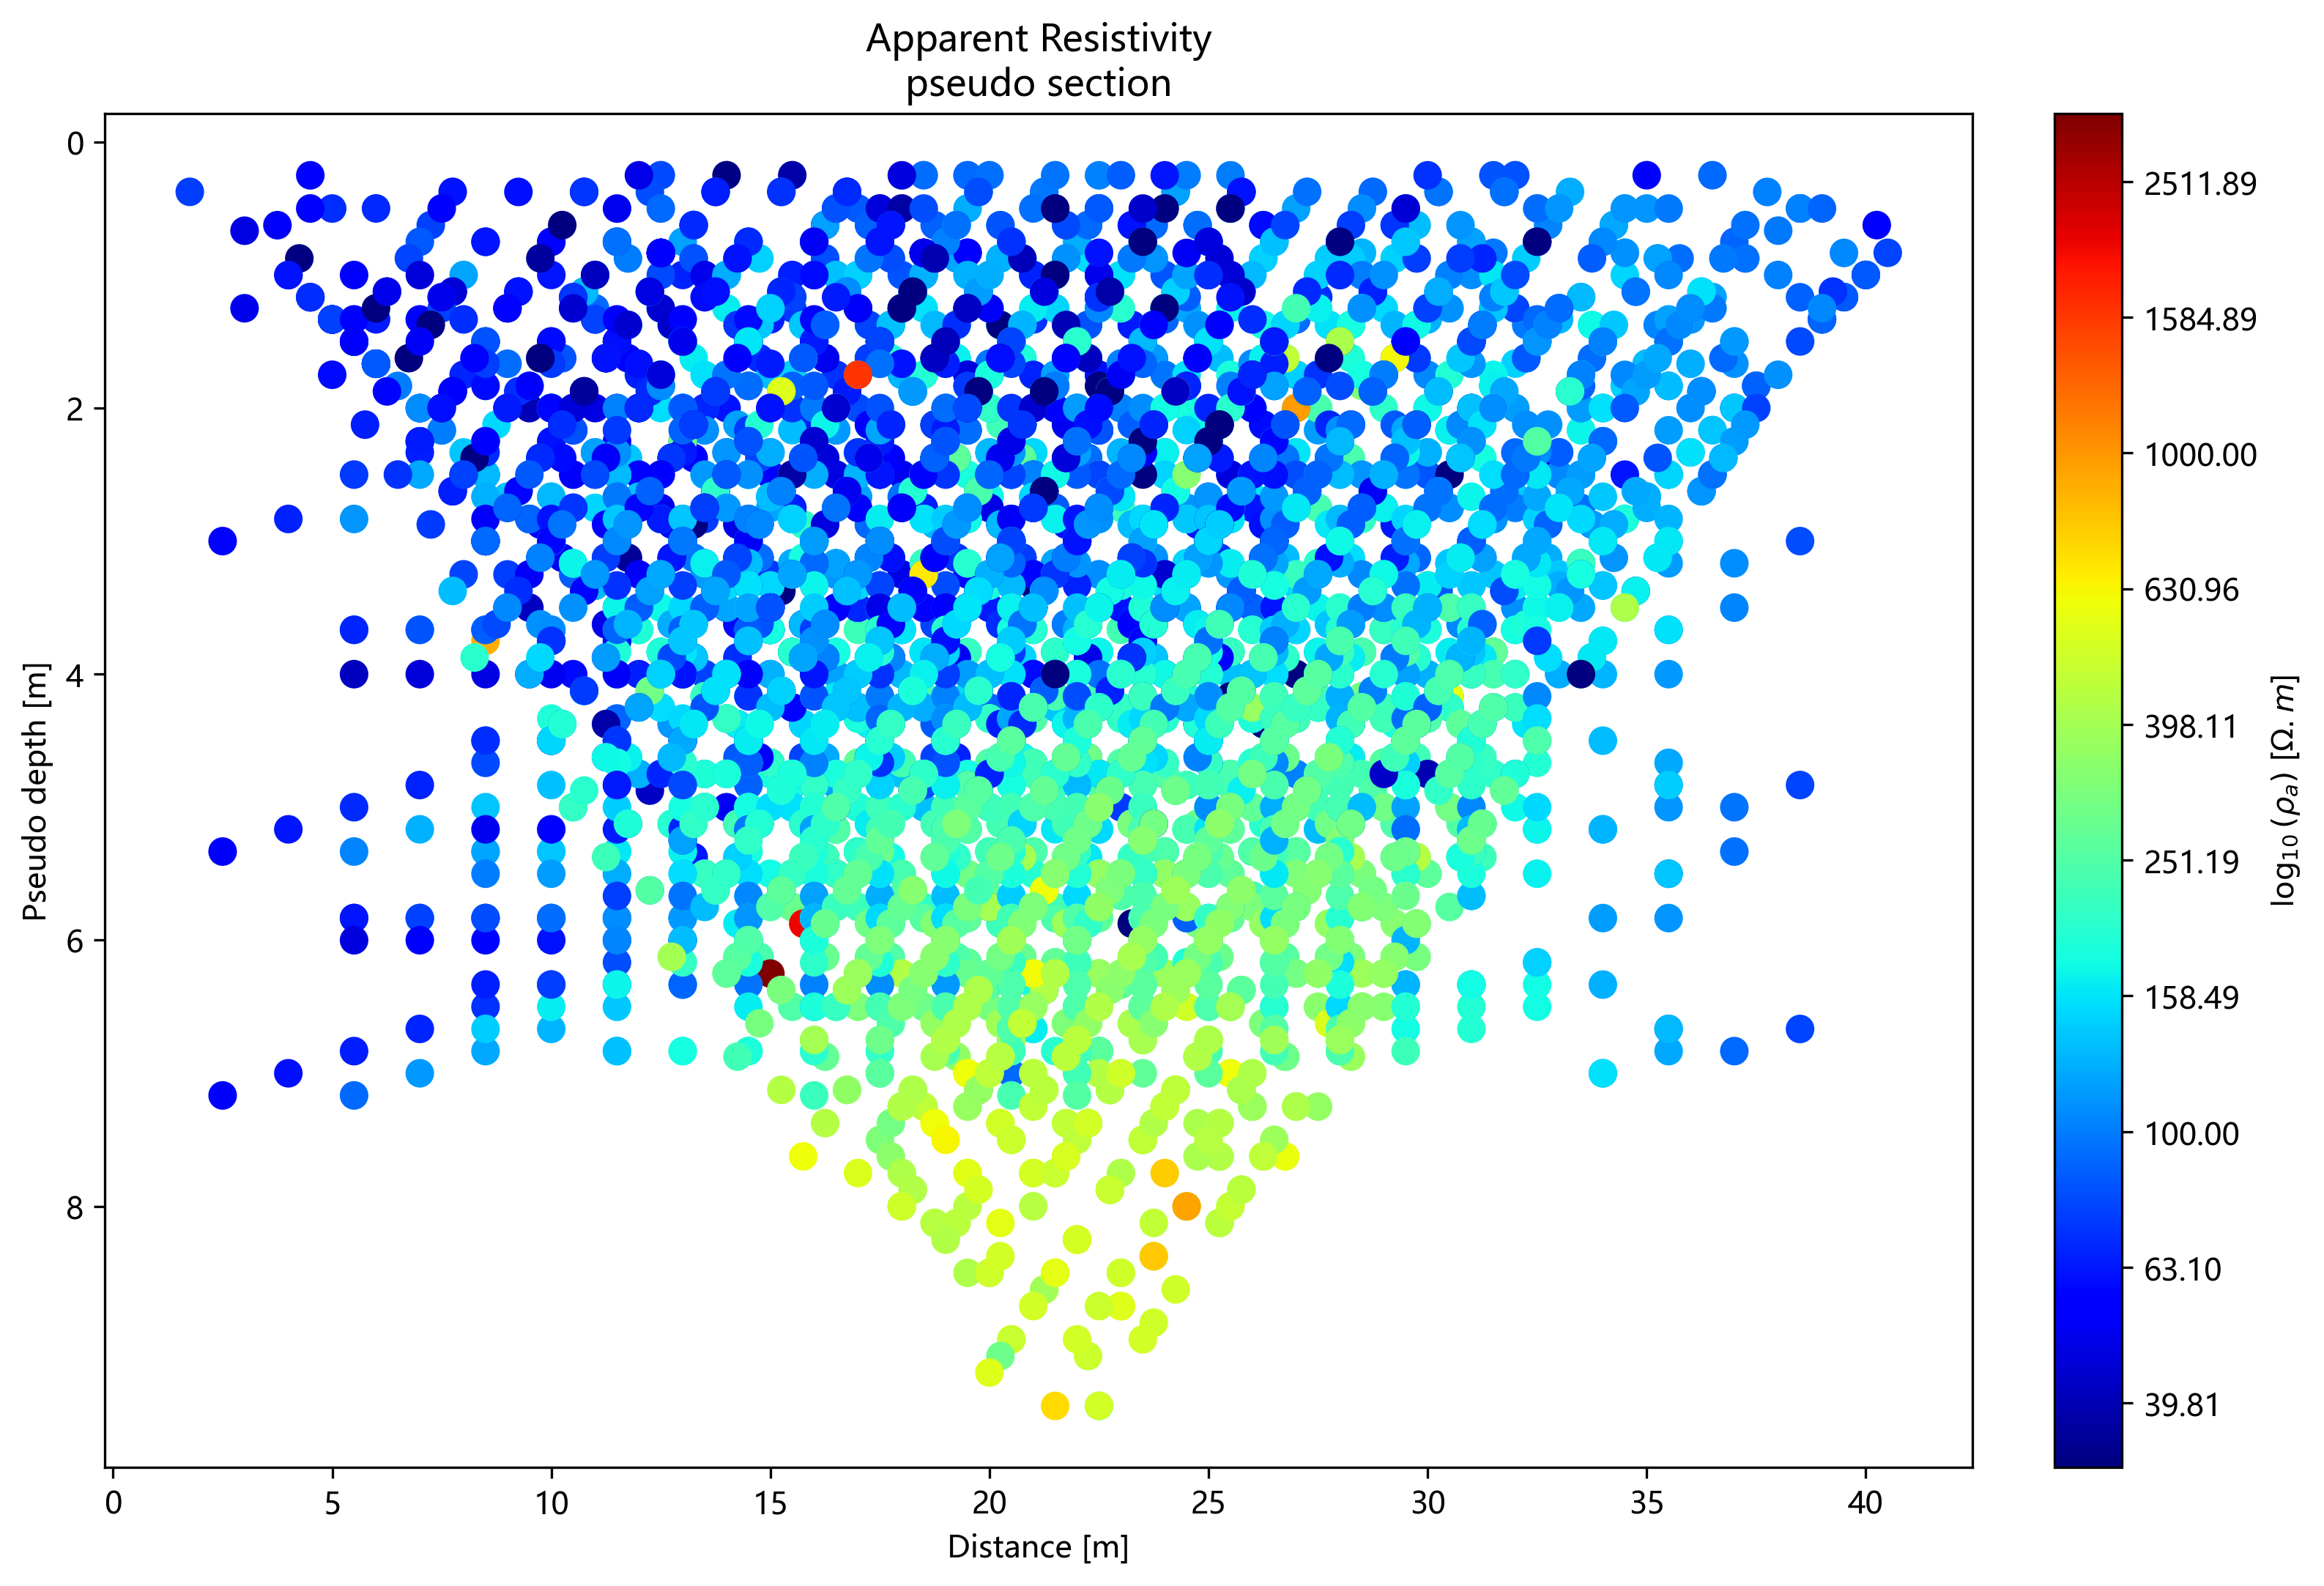 Apparent Resistivity
pseudo section
0
2
4
6
8
Pseudo depth [m]
0 5 10 15 20 25 30 35 40
Distance [m]
2511.89
1584.89
1000.00
630.96
398.11
251.19
158.49
100.00
63.10
39.81
log₁₀(ρₐ) [Ω.m]